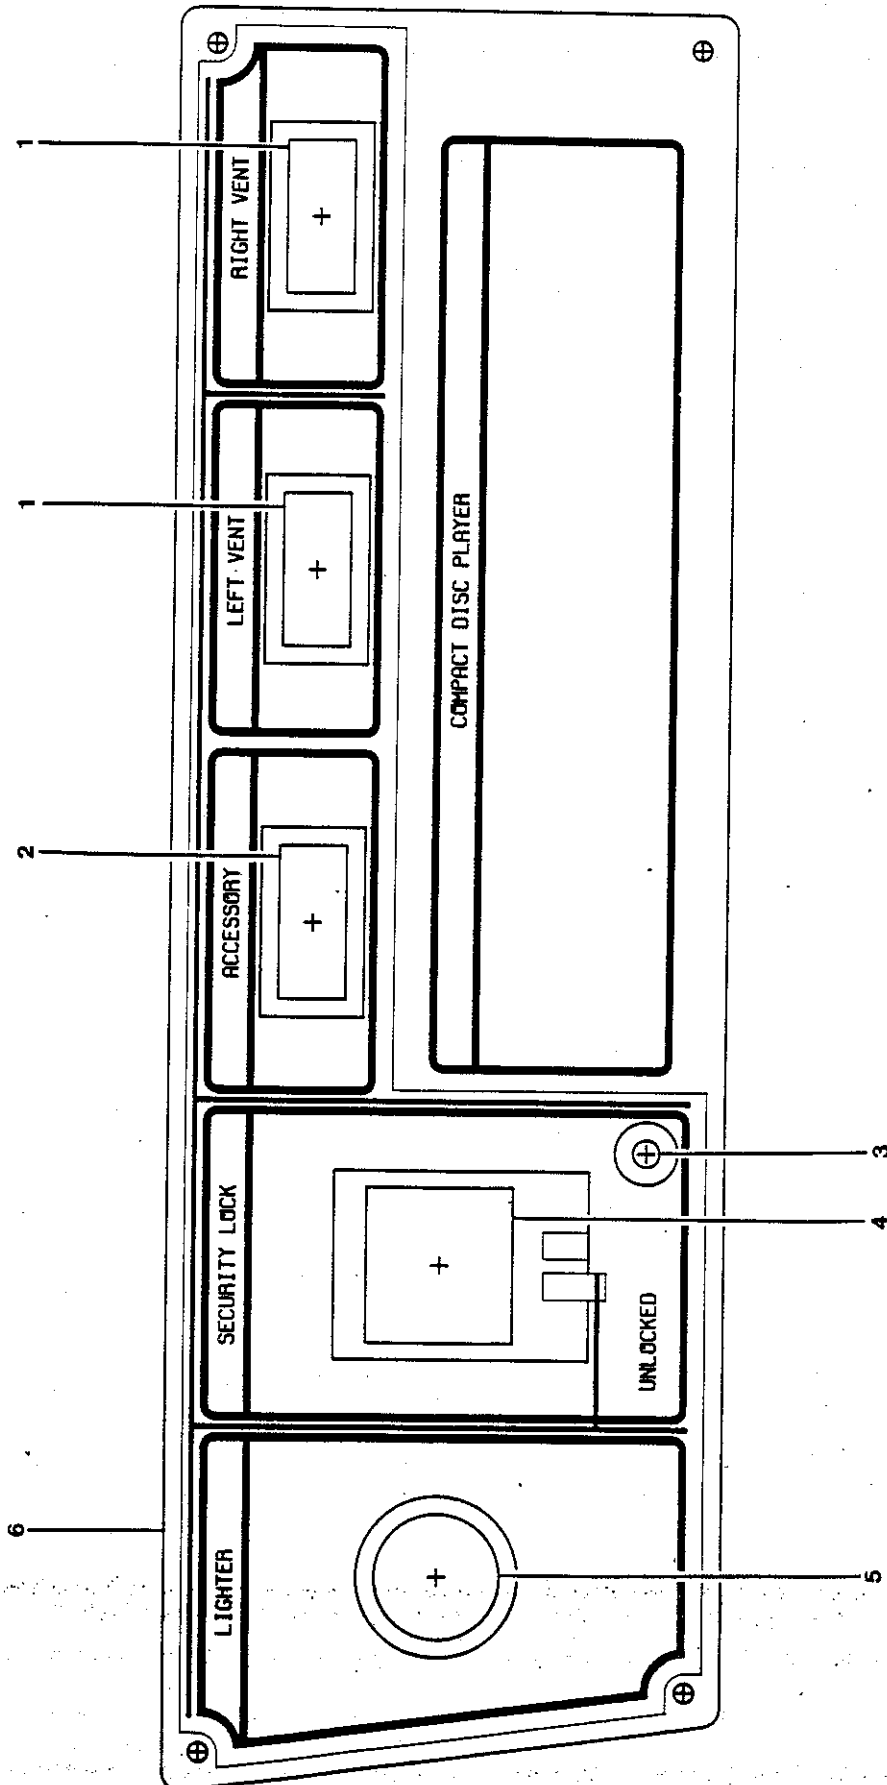 1
1
2
6
RIGHT VENT
LEFT VENT
ACCESSORY
SECURITY LOCK
LIGHTER
COMPACT DISC PLAYER
UNLOCKED
3
4
5